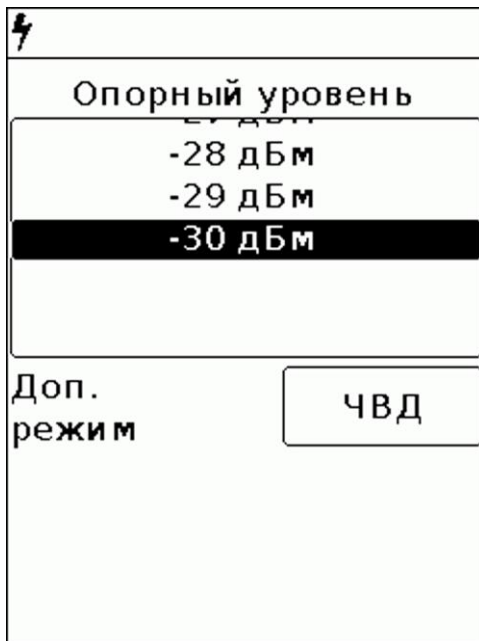 Опорный уровень
-28 дБм
-29 дБм
-30 дБм
Доп.
режим
ЧВД